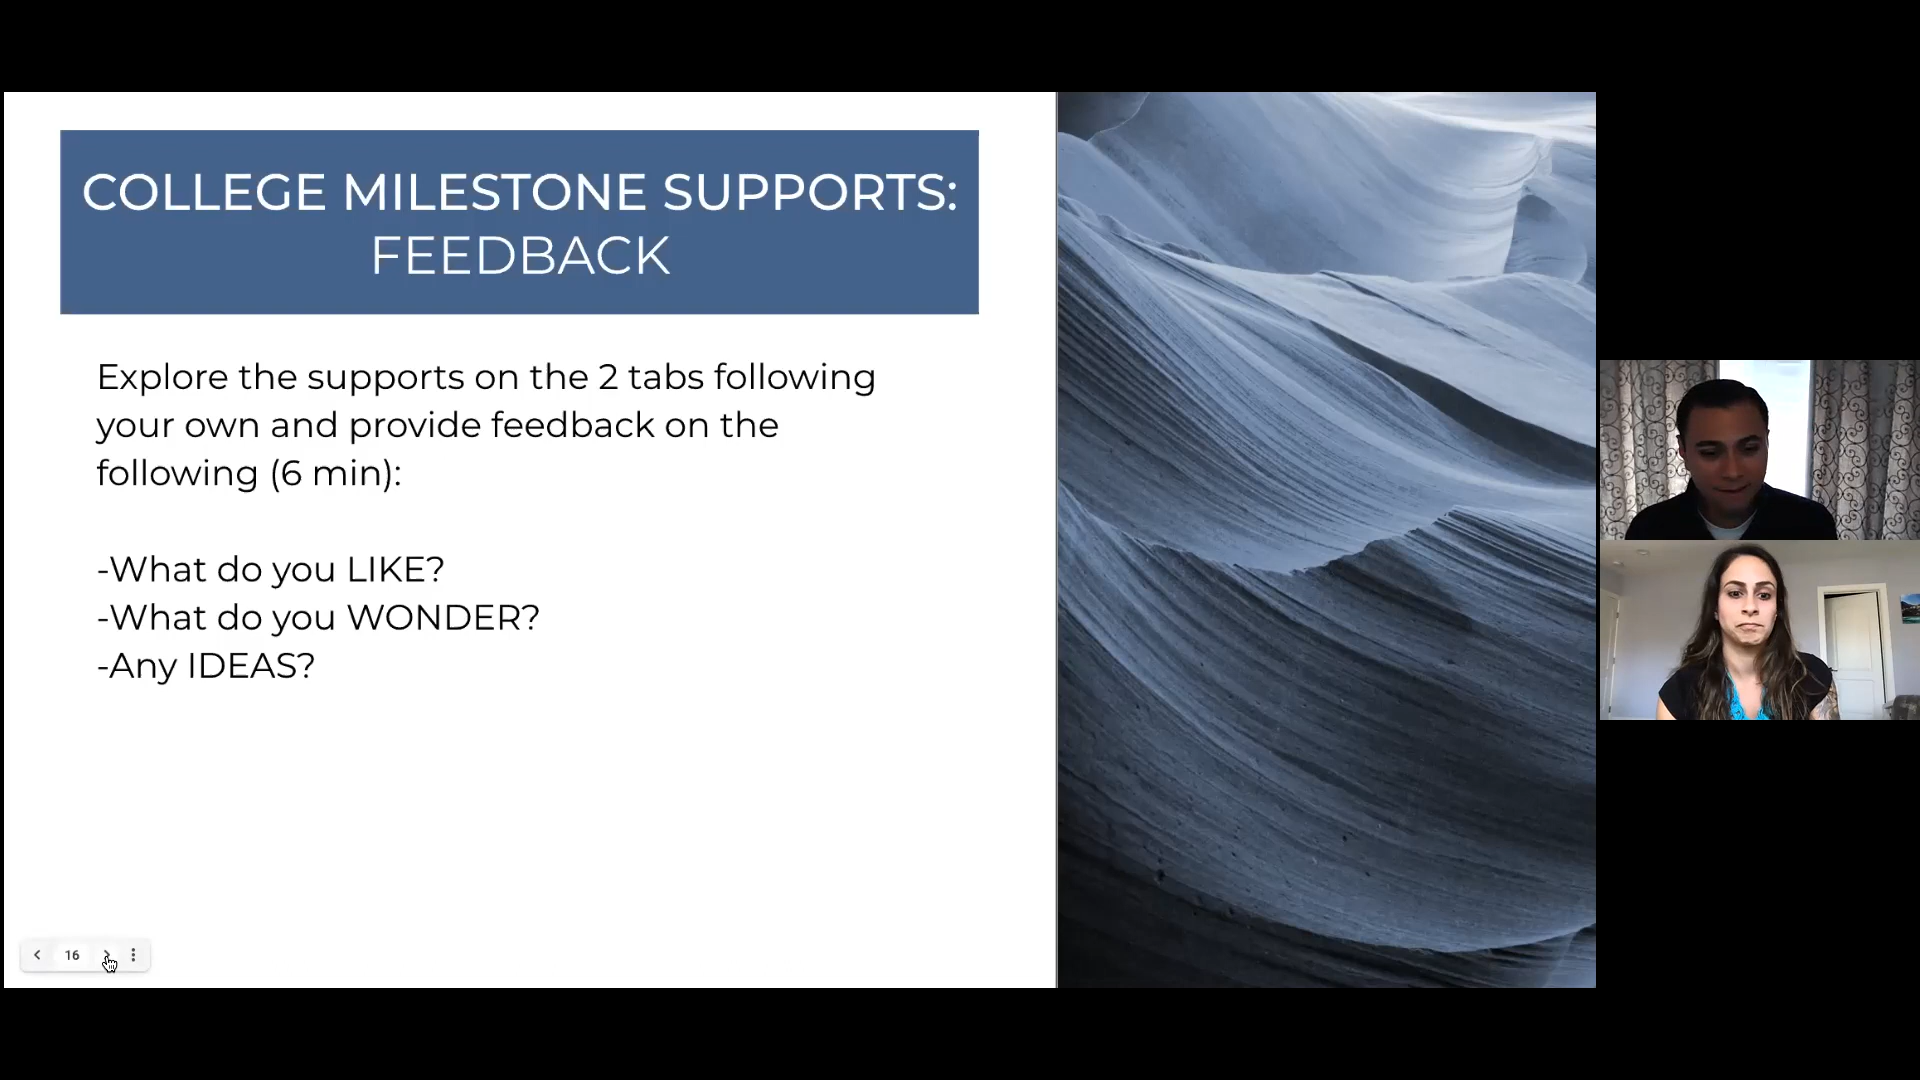 COLLEGE MILESTONE SUPPORTS:
FEEDBACK
Explore the supports on the 2 tabs following
your own and provide feedback on the
following (6 min):
-What do you LIKE?
-What do you WONDER?
-Any IDEAS?
16